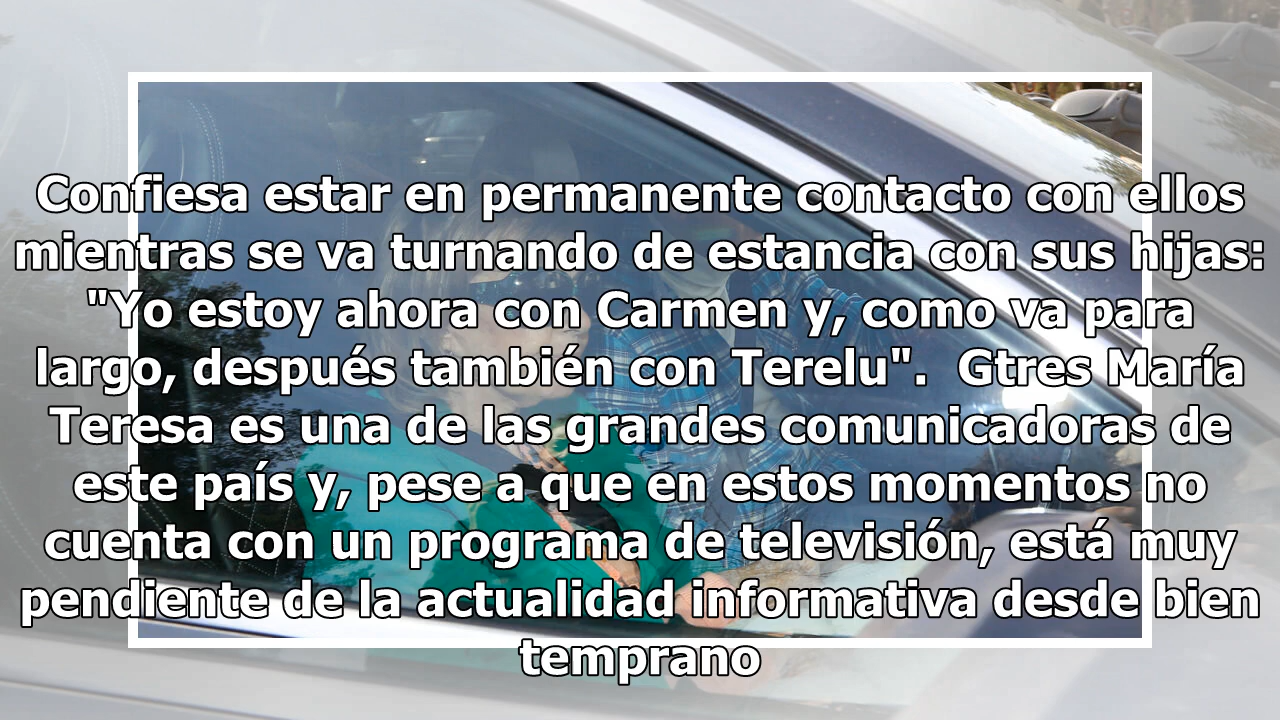 Confiesa estar en permanente contacto con ellos
mientras se va turnando de estancia con sus hijas:
"Yo estoy ahora con Carmen y, como va para
largo, después también con Terelu".  Gtres María
Teresa es una de las grandes comunicadoras de
este país y, pese a que en estos momentos no
cuenta con un programa de televisión, está muy
pendiente de la actualidad informativa desde bien
temprano